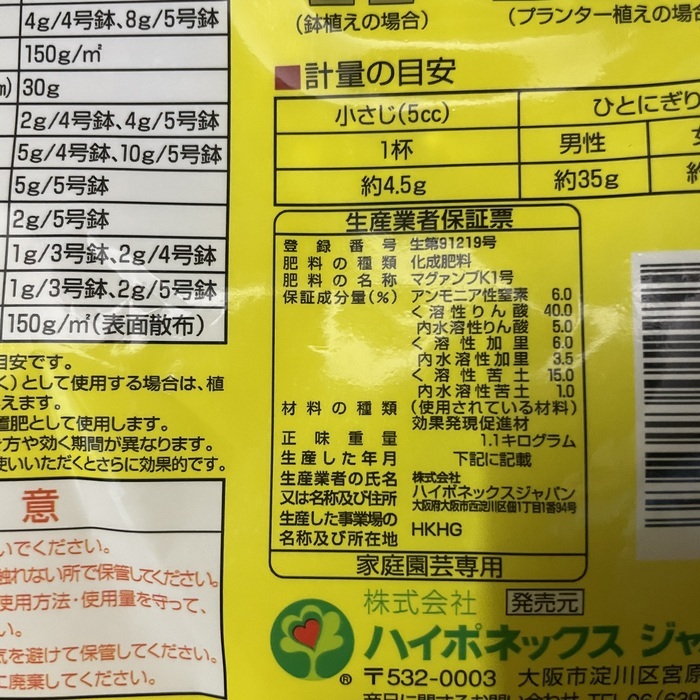 4g/4号鉢、8g/5号鉢
150g/㎡
30g
2g/4号鉢、4g/5号鉢
5g/4号鉢、10g/5号鉢
5g/5号鉢
2g/5号鉢
1g/3号鉢、2g/4号鉢
1g/3号鉢、2g/5号鉢
150g/㎡(表面散布)
目安です。
として使用する場合は、植
えます。
置肥として使用します。
方や効く期間が異なります。
使いいただくとさらに効果的です。
意
いでください。
触れない所で保管してください。
使用方法・使用量を守って、
い。
気を避けて保管してください。
に廃棄してください。
(鉢植えの場合)
(プランター植えの場合
■計量の目安
小さじ(5cc) ひとにぎり
1杯 男性
約4.5g 約35g 約
生産業者保証票
登録番号 生第91219号
肥料の種類 化成肥料
肥料の名称 マグァンプK1号
保証成分量(%) アンモニア性窒素 6.0
く溶性りん酸 40.0
内水溶性りん酸 5.0
く溶性加里 6.0
内水溶性加里 3.5
く溶性苦土 15.0
内水溶性苦土 1.0
材料の種類 (使用されている材料)
効果発現促進材
正味重量 1.1キログラム
生産した年月 下記に記載
生産業者の氏名 株式会社
又は名称及び住所 ハイポネックスジャパン
大阪府大阪市西淀川区佃1丁目1番94号
生産した事業場の
名称及び所在地 HKHG
家庭園芸専用
株式会社 発売元
ハイポネックス ジャ
® 〒532-0003 大阪市淀川区宮原